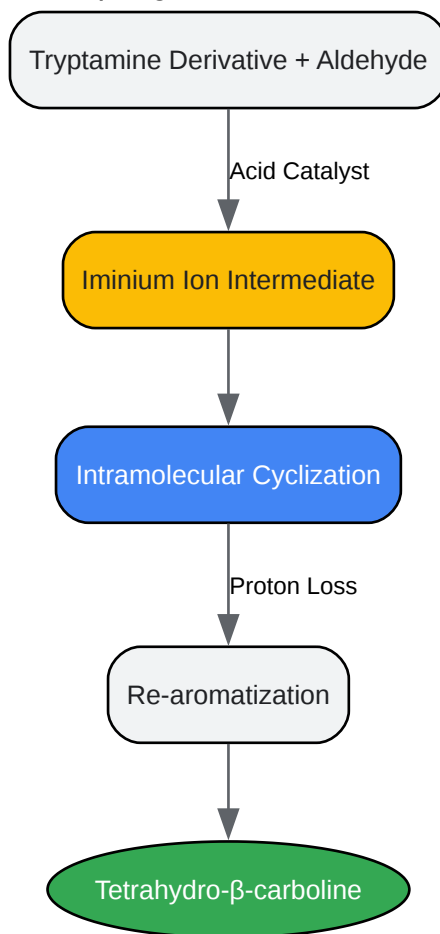 Tryptamine Derivative + Aldehyde
Acid Catalyst
Iminium Ion Intermediate
Intramolecular Cyclization
Proton Loss
Re-aromatization
Tetrahydro-β-carboline